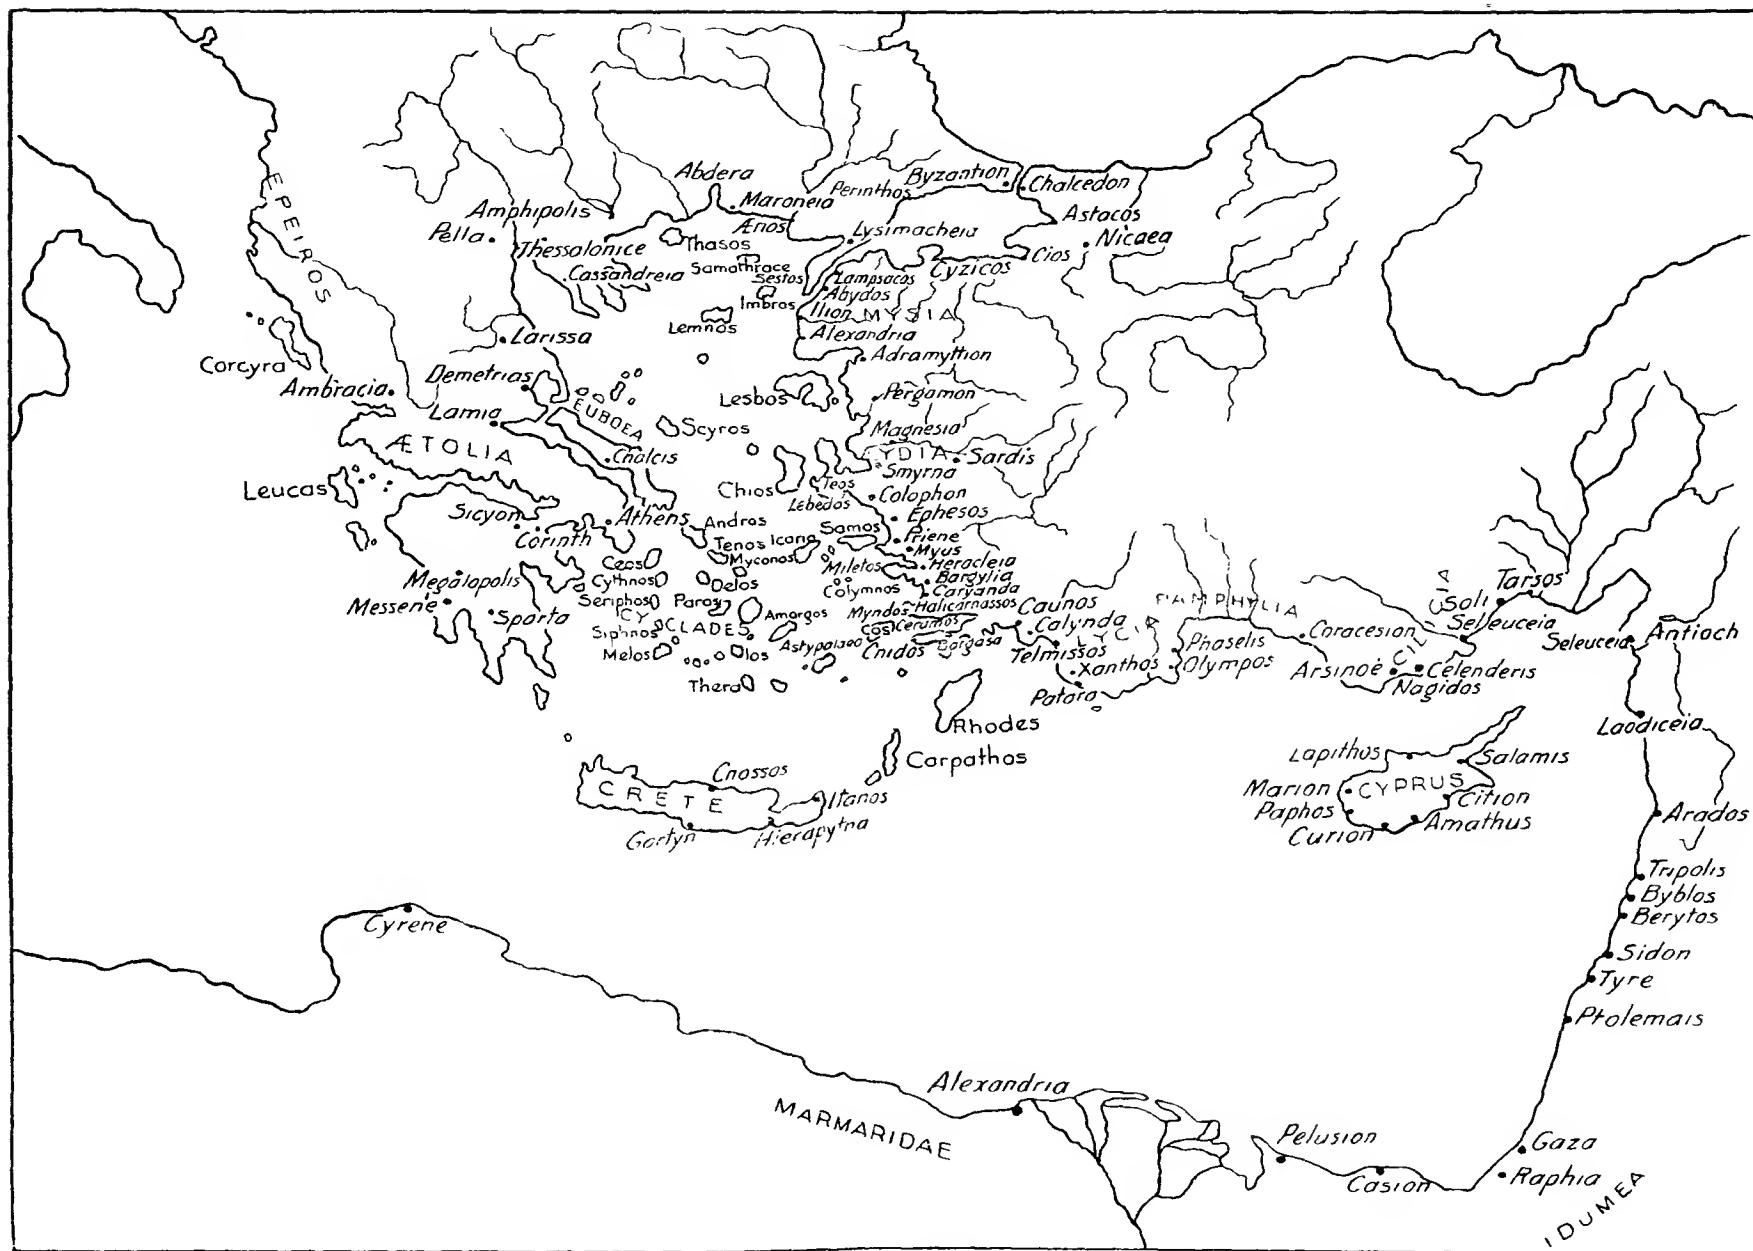 EPEIROS
Abdera
Maroneia
Perinthos
Byzantion
Chalcedon
Amphipolis
Pella
Thessalonice
Ænos
Lysimacheia
Astacos
Nicaea
Cios
Thasos
Cassandreia
Samothrace
Sestos
Lampsacos
Cyzicos
Abydos
Imbros
Ilion
MYSIA
Lemnos
Alexandria
Larissa
Adramytion
Corcyra
Ambracia
Demetrias
Lesbos
Pergamon
Lamia
EUBOEA
Scyros
Magnesia
ÆTOLIA
LYDIA
Sardis
Chalcis
Smyrna
Leucas
Chios
Teos
Lebedos
Colophon
Sicyon
Athens
Andros
Samos
Ephesos
Corinth
Tenos
Icaria
Priene
Myus
Ceos
Myconos
Miletos
Heracleia
Megalopolis
Cythnos
Delos
Bargylia
Colymnos
Caryanda
Messene
Seriphos
Paros
Amorgos
Myndos
Halicarnassos
Caunos
Sparta
CYCLADES
Cos
Ceramos
Calynda
Siphnos
Astypalaea
Cnidos
Bargasa
Melos
Ios
Telmissos
LYCIA
Thera
Xanthos
Patara
PAMPHYLIA
Phaselis
Olympos
Coracesion
CILICIA
Soli
Tarsos
Selleuceia
Seleuceia
Antioch
Arsinoë
Celenderis
Nagidos
Rhodes
Carpathos
Laodiceia
Lapithos
Salamis
Marion
CYPRUS
Cition
Paphos
Curion
Amathus
Arados
Cnossos
CRETE
Itanos
Gortyn
Hierapytna
Tripolis
Byblos
Berytos
Cyrene
Sidon
Tyre
Ptolemais
Alexandria
MARMARIDAE
Pelusion
Casion
Gaza
Raphia
IDUMEA